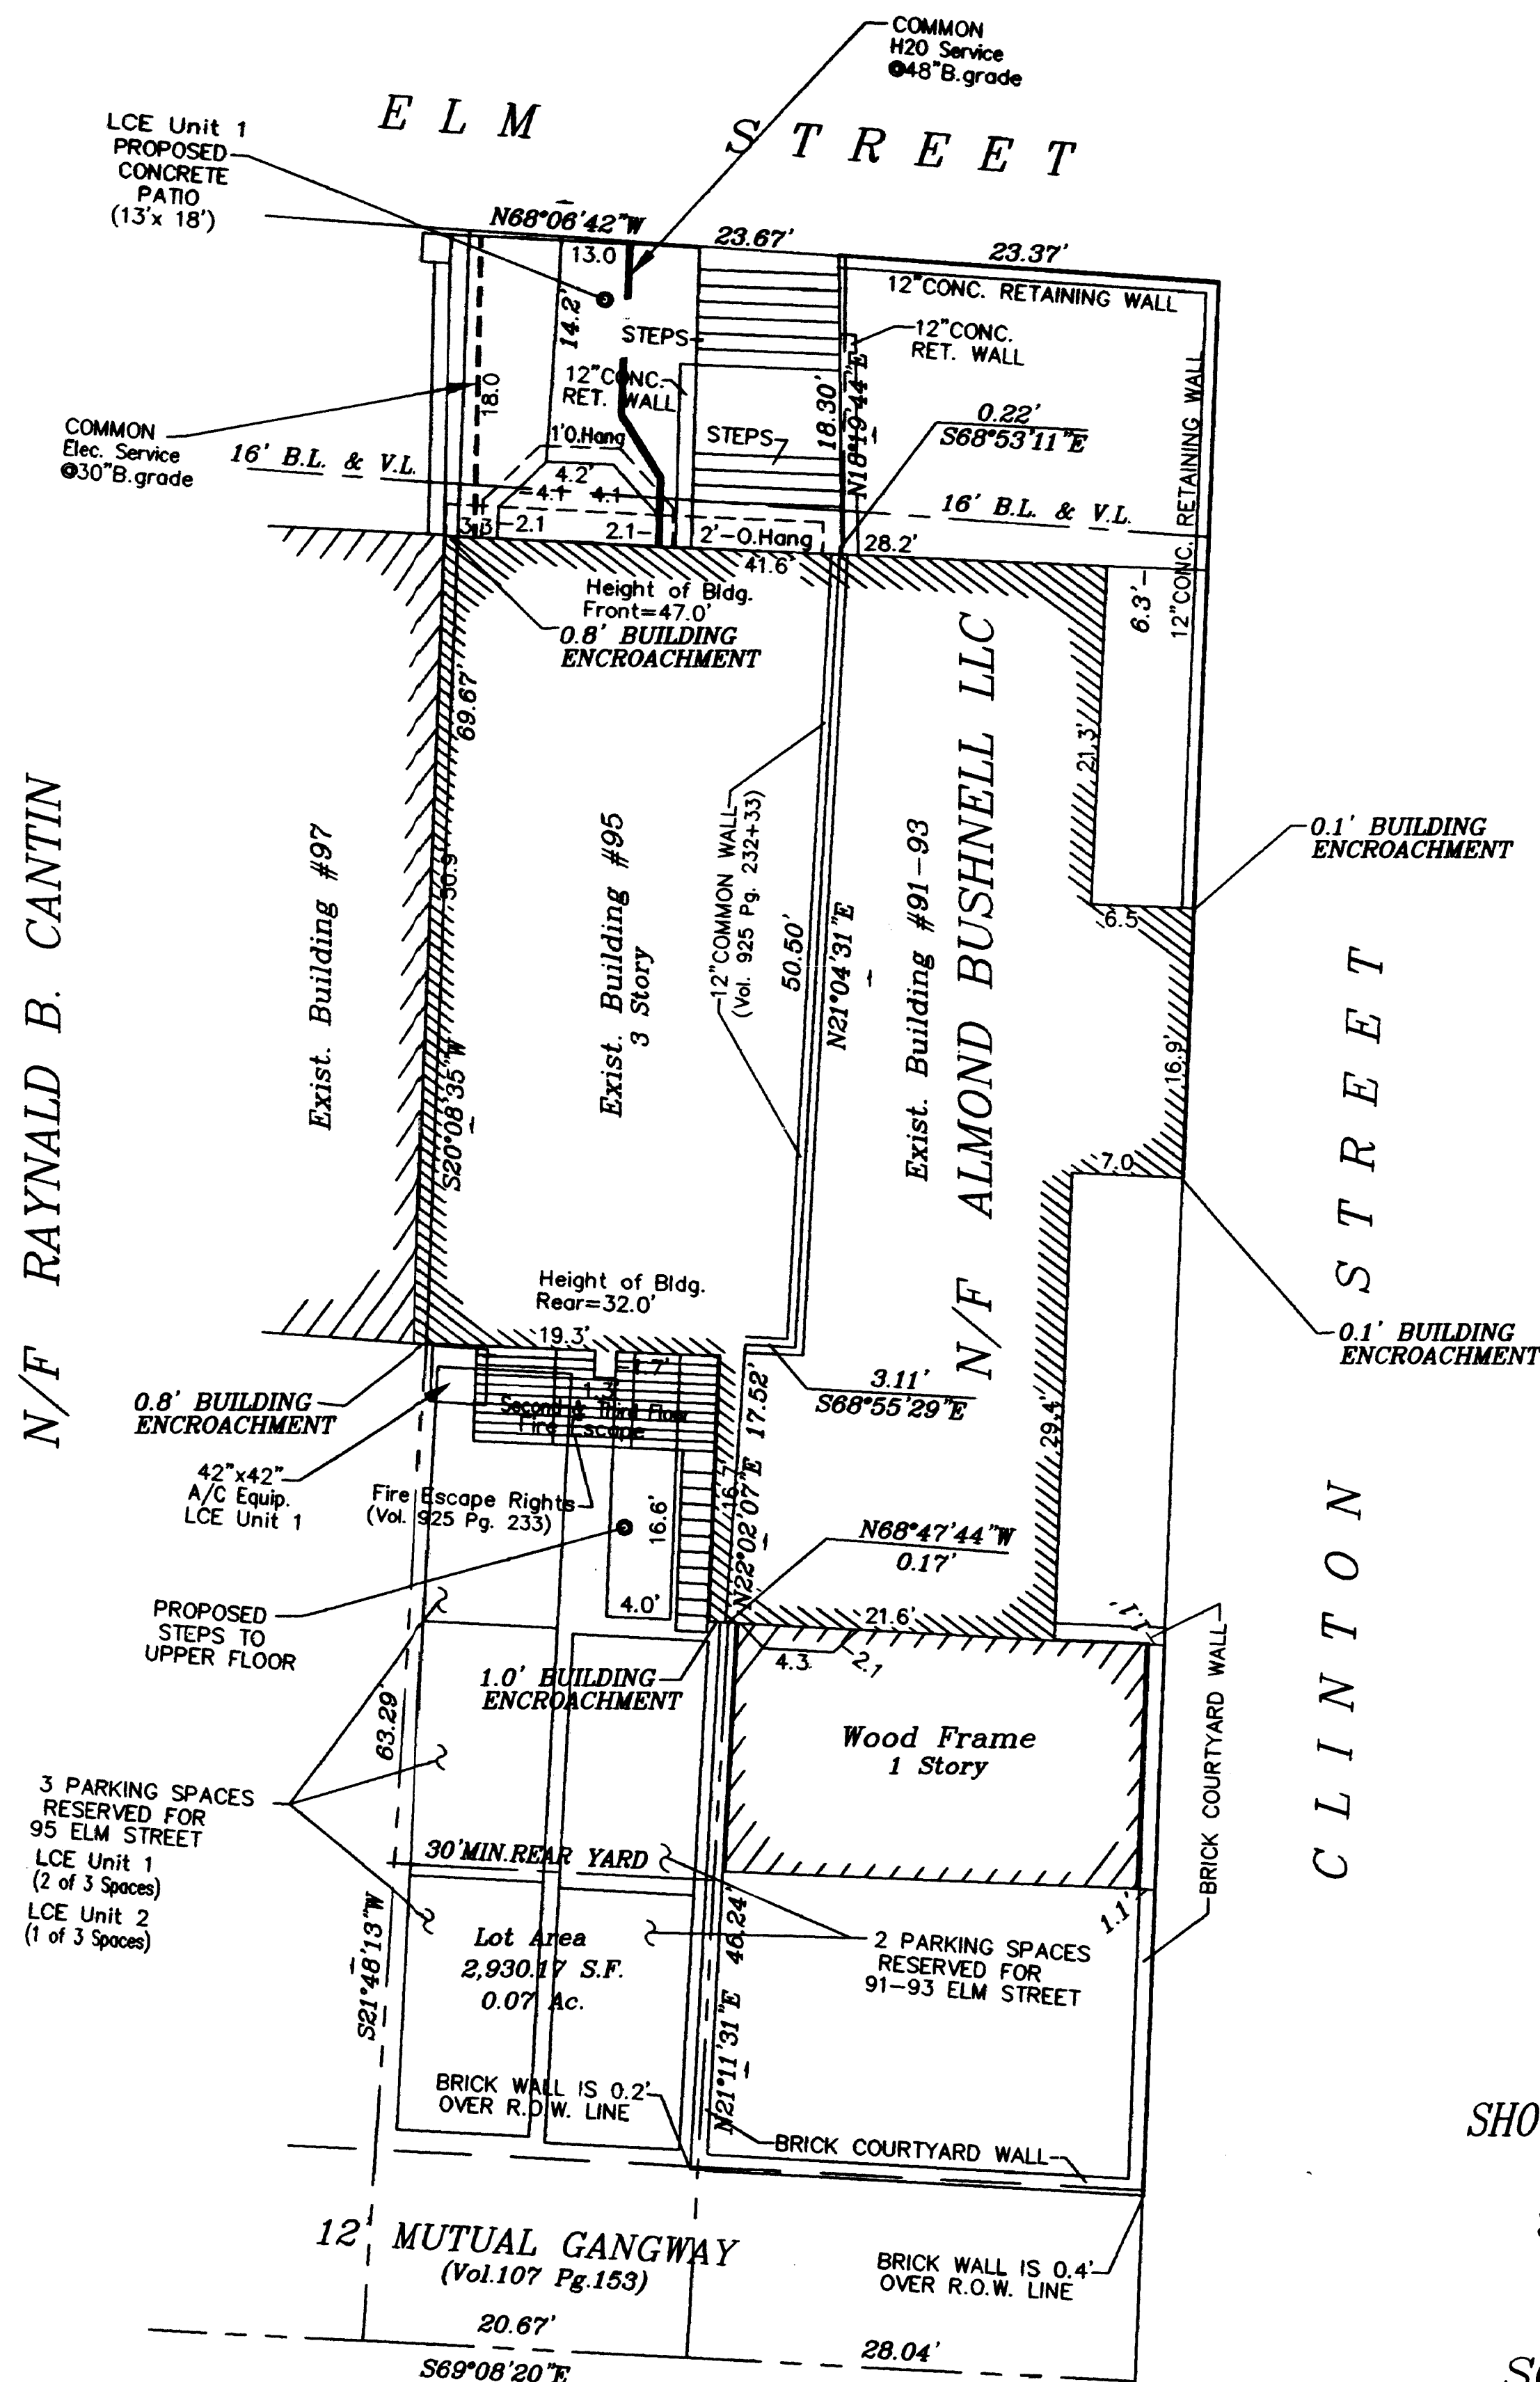 COMMON
H20 Service
@48"B.grade
ELM STREET
LCE Unit 1
PROPOSED
CONCRETE
PATIO
(13'x 18')
N68°06'42"W
23.67'
23.37'
13.0
14.2'
12"CONC. RETAINING WALL
STEPS
12"CONC.
RET. WALL
12"CONC.
RET. WALL
18.0
18.30'
N18°19'44"E
12"CONC. RETAINING WALL
COMMON
Elec. Service
@30"B.grade
16' B.L. & V.L.
1'O.Hang
STEPS
0.22'
S68°53'11"E
4.2'
4.1
4.1
16' B.L. & V.L.
3.3
2.1
2.1
2'-O.Hang
28.2'
41.6'
6.3'
Height of Bldg.
Front=47.0'
0.8' BUILDING
ENCROACHMENT
69.67'
21.3'
N/F RAYNALD B. CANTIN
Exist. Building #97
50.9'
S20°08'35"W
Exist. Building #95
3 Story
12"COMMON WALL
(Vol. 925 Pg. 232+33)
50.50'
N21°04'31"E
Exist. Building #91-93
N/F ALMOND BUSHNELL LLC
0.1' BUILDING
ENCROACHMENT
6.5
16.9'
7.0
CLINTON STREET
0.1' BUILDING
ENCROACHMENT
Height of Bldg.
Rear=32.0'
19.3'
1.7'
1.3'
Second & Third Floor
Fire Escape
3.11'
S68°55'29"E
0.8' BUILDING
ENCROACHMENT
42"x42"
A/C Equip.
LCE Unit 1
Fire Escape Rights
(Vol. 925 Pg. 233)
16.6'
16.7'
N22°02'07"E 17.52'
29.4'
N68°47'44"W
0.17'
PROPOSED
STEPS TO
UPPER FLOOR
4.0'
21.6'
1.1'
4.3
2.1
1.0' BUILDING
ENCROACHMENT
63.29'
Wood Frame
1 Story
BRICK COURTYARD WALL
3 PARKING SPACES
RESERVED FOR
95 ELM STREET
LCE Unit 1
(2 of 3 Spaces)
LCE Unit 2
(1 of 3 Spaces)
30'MIN.REAR YARD
1.1'
S21°48'13"W
Lot Area
2,930.17 S.F.
0.07 Ac.
N21°11'31"E 46.24'
2 PARKING SPACES
RESERVED FOR
91-93 ELM STREET
BRICK WALL IS 0.2'
OVER R.O.W. LINE
BRICK COURTYARD WALL
SHO
12' MUTUAL GANGWAY
(Vol.107 Pg.153)
BRICK WALL IS 0.4'
OVER R.O.W. LINE
20.67'
28.04'
S69°08'20"E